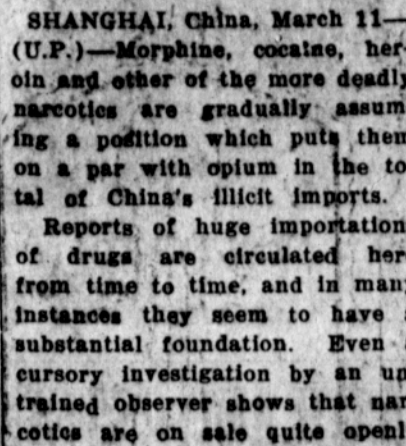 SHANGHAI, China, March 11—
(U.P.)—Morphine, cocaine, her-
oin and other of the more deadly
narcotics are gradually assum
ing a position which puts them
on a par with opium in the to
tal of China's illicit imports.
Reports of huge importation
of drugs are circulated her
from time to time, and in man
instances they seem to have
substantial foundation. Even
cursory investigation by an un
trained observer shows that nar
cotics are on sale quite openl